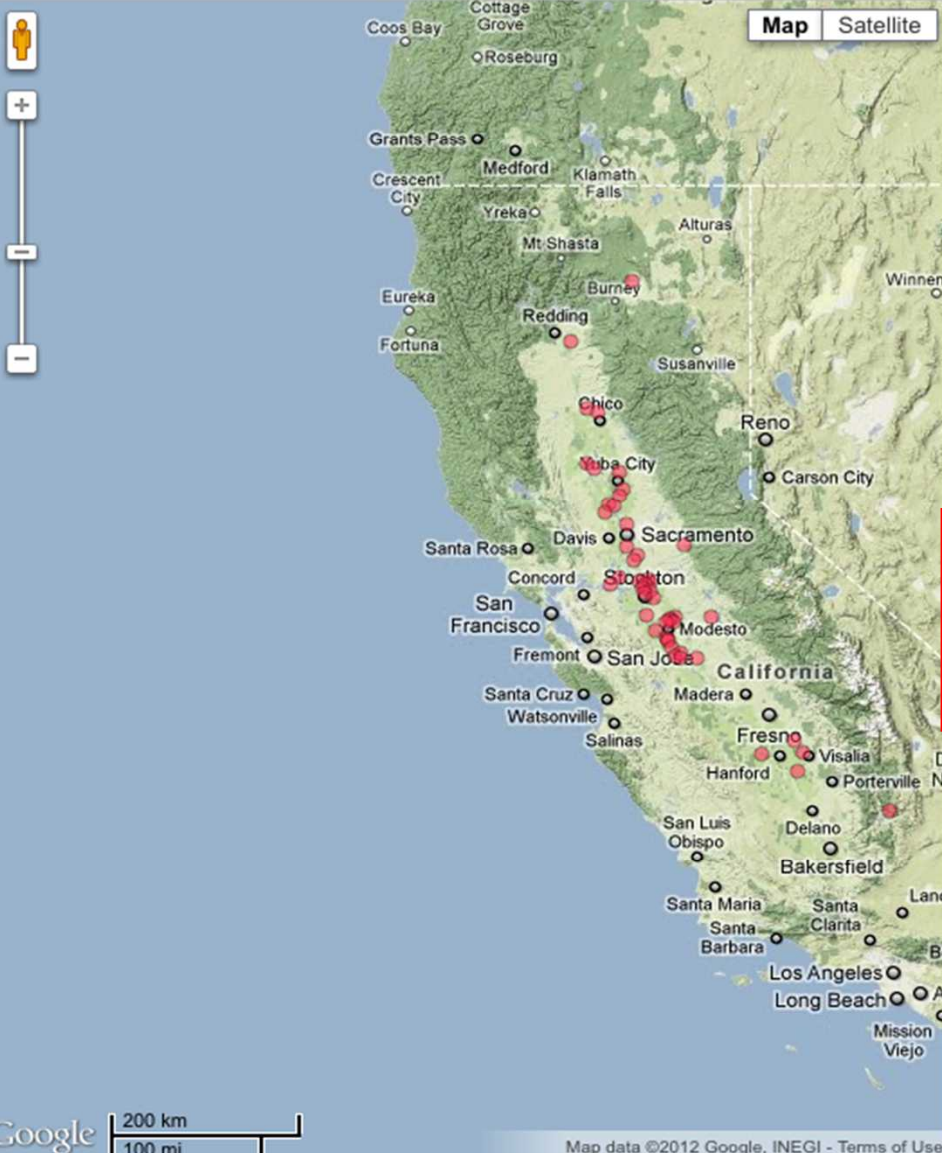 Cottage
Grove
Coos Bay
Map
Satellite
Roseburg
Grants Pass
Medford
Klamath
Falls
Crescent
City
Yreka
Alturas
Mt Shasta
Burney
Winner
Eureka
Redding
Fortuna
Susanville
Chico
Reno
Yuba City
Carson City
Davis
Sacramento
Santa Rosa
Concord
Stockton
San
Francisco
Modesto
Fremont
San Jose
California
Santa Cruz
Madera
Watsonville
Salinas
Fresno
Visalia
D
Hanford
Porterville
N
San Luis
Obispo
Delano
Bakersfield
Santa Maria
Santa
Clarita
Lanc
Santa
Barbara
B
Los Angeles
Long Beach
A
Mission
Viejo
200 km
100 mi
Google
Map data ©2012 Google, INEGI - Terms of Use